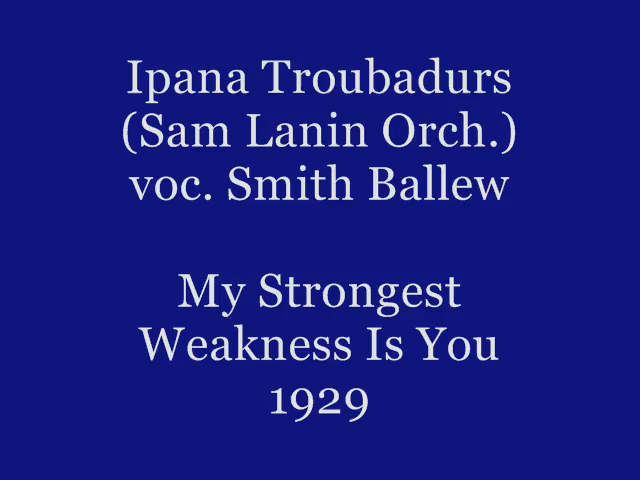 Ipana Troubadurs
(Sam Lanin Orch.)
voc. Smith Ballew
My Strongest
Weakness Is You
1929